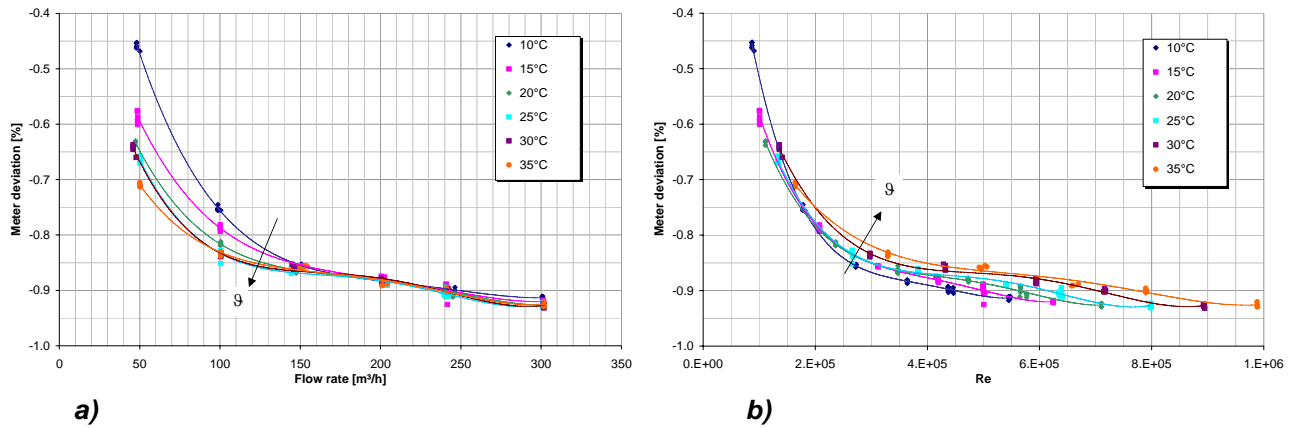 -0.4
-0.5
-0.6
-0.7
-0.8
-0.9
-1.0
Meter deviation [%]
0
50
100
150
200
250
300
350
Flow rate [m³/h]
10°C
15°C
20°C
25°C
30°C
35°C
ϑ
a)
-0.4
-0.5
-0.6
-0.7
-0.8
-0.9
-1.0
Meter deviation [%]
0.E+00
2.E+05
4.E+05
6.E+05
8.E+05
1.E+06
Re
10°C
15°C
20°C
25°C
30°C
35°C
ϑ
b)